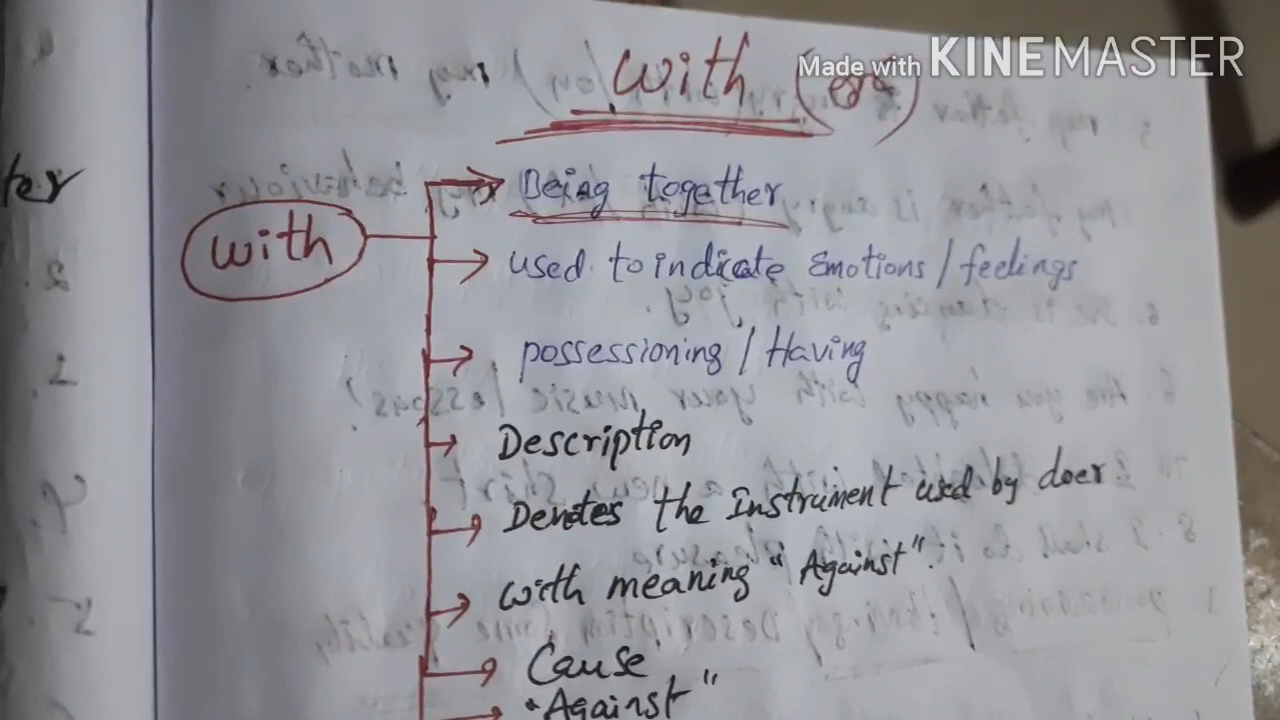 Made with KINEMASTER
with
ter
Being together
with
used to indicate Emotions / feelings
possessioning / Having
Description
Denotes the Instrument used by doer
with meaning "Against".
Cause
"Against"